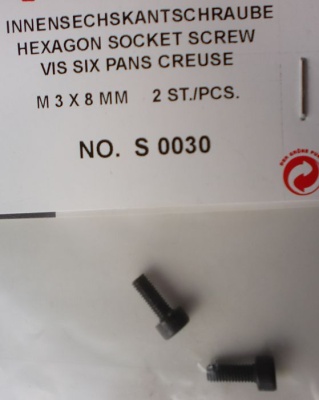 INNENSECHSKANTSCHRAUBE
HEXAGON SOCKET SCREW
VIS SIX PANS CREUSE
M 3 X 8 MM 2 ST./PCS.
NO. S 0030